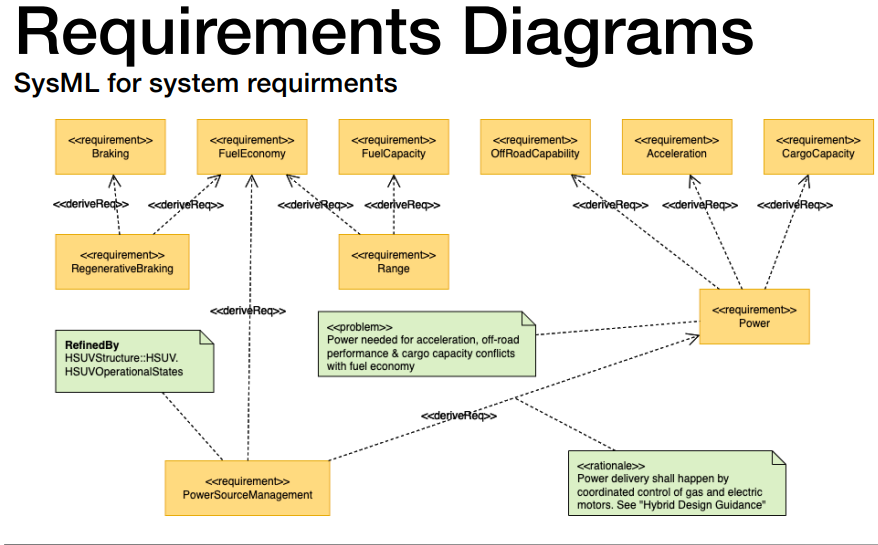 Requirements Diagrams
SysML for system requirments
<<requirement>>
Braking
<<requirement>>
FuelEconomy
<<requirement>>
FuelCapacity
<<requirement>>
OffRoadCapability
<<requirement>>
Acceleration
<<requirement>>
CargoCapacity
<<deriveReq>>
<<deriveReq>>
<<deriveReq>>
<<deriveReq>>
<<deriveReq>>
<<deriveReq>>
<<deriveReq>>
<<requirement>>
RegenerativeBraking
<<requirement>>
Range
<<requirement>>
Power
<<deriveReq>>
RefinedBy
HSUVStructure::HSUV.
HSUVOperationalStates
<<problem>>
Power needed for acceleration, off-road
performance & cargo capacity conflicts
with fuel economy
<<deriveReq>>
<<requirement>>
PowerSourceManagement
<<rationale>>
Power delivery shall happen by
coordinated control of gas and electric
motors. See "Hybrid Design Guidance"